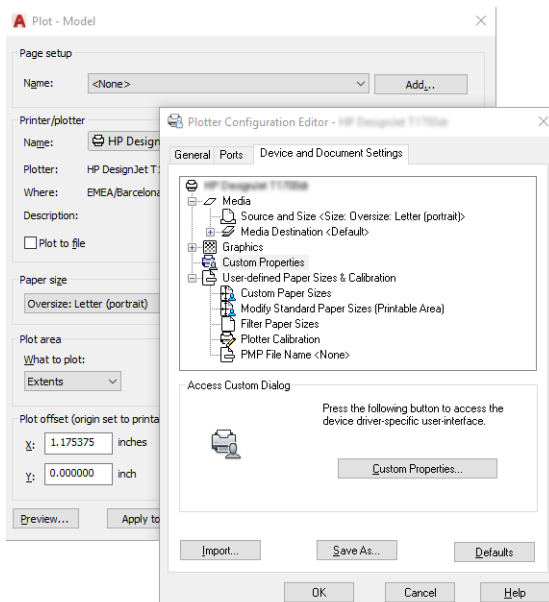 A Plot - Model
Page setup
Name: <None> Add...
Printer/plotter
Name: HP Design
Plotter: HP DesignJet T1
Where: EMEA/Barcelona
Description:
Plot to file
Paper size
Oversize: Letter (portrait)
Plot area
What to plot:
Extents
Plot offset (origin set to printa
X: 1.175375 inches
Y: 0.000000 inch
Preview... Apply to
Plotter Configuration Editor -
General Ports Device and Document Settings
Media
Source and Size <Size: Oversize: Letter (portrait)>
Media Destination <Default>
Graphics
Custom Properties
User-defined Paper Sizes & Calibration
Custom Paper Sizes
Modify Standard Paper Sizes (Printable Area)
Filter Paper Sizes
Plotter Calibration
PMP File Name <None>
Access Custom Dialog
Press the following button to access the
device driver-specific user-interface.
Custom Properties...
Import... Save As... Defaults
OK Cancel Help